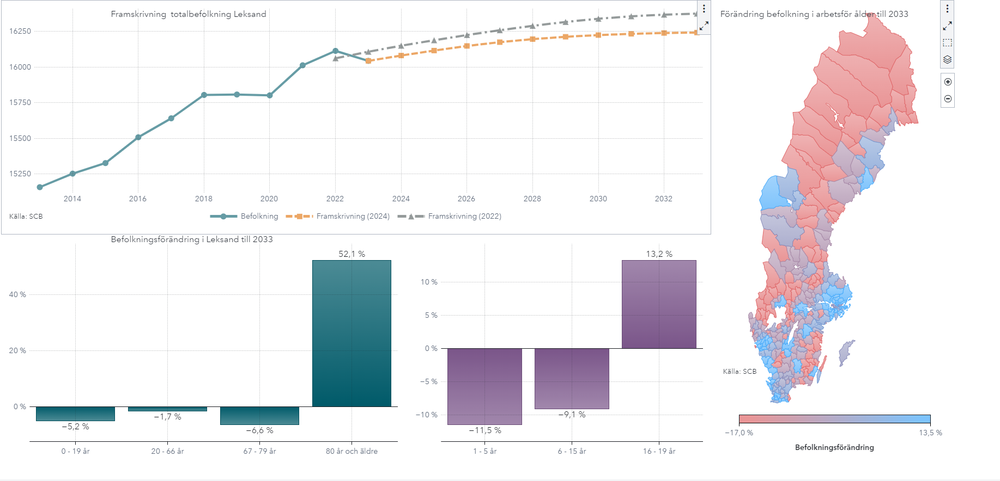 Framskrivning  totalbefolkning Leksand
16250
16000
15750
15500
15250
2014 2016 2018 2020 2022 2024 2026 2028 2030 2032
Källa: SCB
Befolkning Framskrivning (2024) Framskrivning (2022)
Befolkningsförändring i Leksand till 2033
52,1 %
40 %
20 %
0 %
−5,2 %
−1,7 %
−6,6 %
0 - 19 år 20 - 66 år 67 - 79 år 80 år och äldre
13,2 %
10 %
5 %
0 %
−5 %
−10 %
−9,1 %
−11,5 %
1 - 5 år 6 - 15 år 16 - 19 år
Förändring befolkning i arbetsför ålder till 2033
Källa: SCB
−17,0 % 13,5 %
Befolkningsförändring